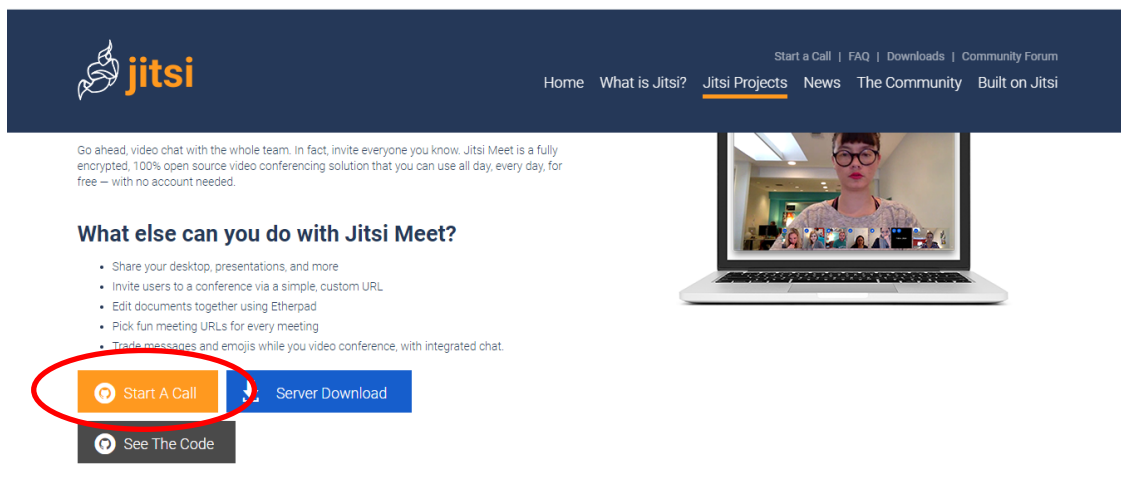 jitsi
Start a Call | FAQ | Downloads | Community Forum
Home What is Jitsi? Jitsi Projects News The Community Built on Jitsi
Go ahead, video chat with the whole team. In fact, invite everyone you know. Jitsi Meet is a fully
encrypted, 100% open source video conferencing solution that you can use all day, every day, for
free — with no account needed.
What else can you do with Jitsi Meet?
• Share your desktop, presentations, and more
• Invite users to a conference via a simple, custom URL
• Edit documents together using Etherpad
• Pick fun meeting URLs for every meeting
• Trade messages and emojis while you video conference, with integrated chat.
Start A Call Server Download
See The Code